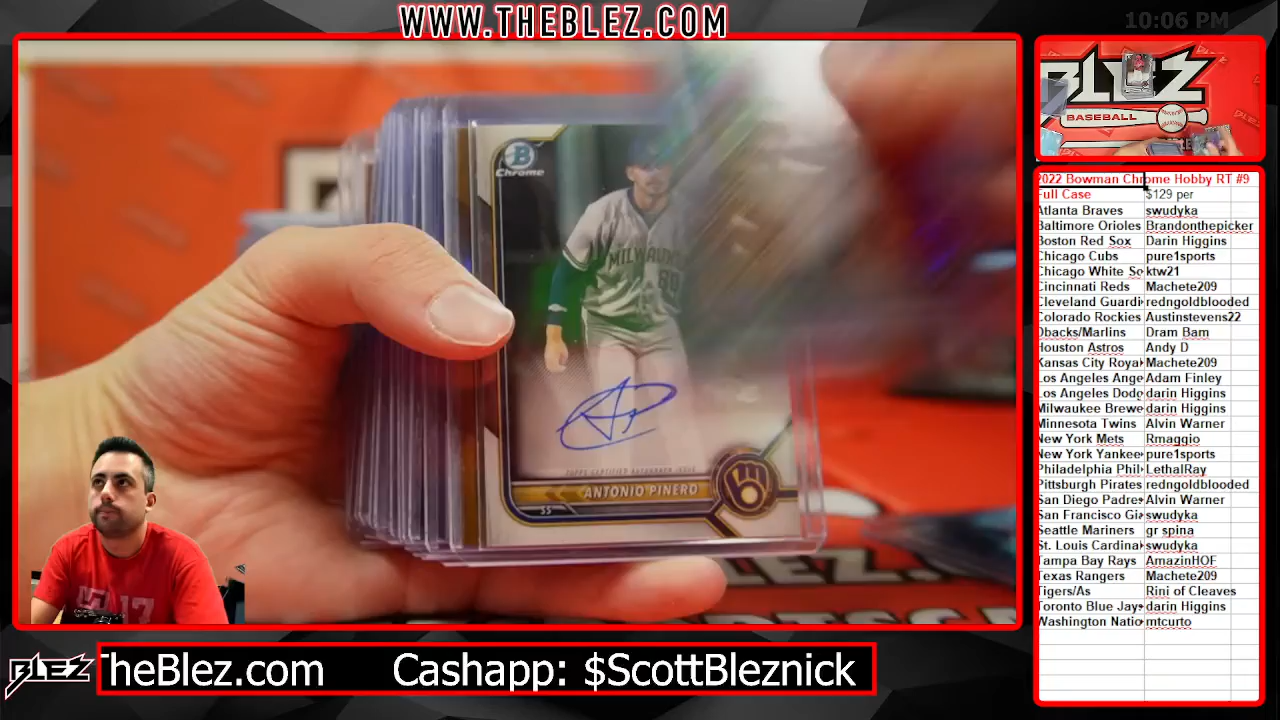 WWW.THEBLEZ.COM
10:06 PM
BLEZ
BASEBALL
B
Chrome
MILWAUKEE
TOPPS CERTIFIED AUTOGRAPH ISSUE
ANTONIO PINERO
SS
2022 Bowman Chrome Hobby RT #9
Full Case $129 per
Atlanta Braves swudyka
Baltimore Orioles Brandonthepicker
Boston Red Sox Darin Higgins
Chicago Cubs pure1sports
Chicago White So ktw21
Cincinnati Reds Machete209
Cleveland Guardi redngoldblooded
Colorado Rockies Austinstevens22
Dbacks/Marlins Dram Bam
Houston Astros Andy D
Kansas City Roya Machete209
Los Angeles Ange Adam Finley
Los Angeles Dodg darin Higgins
Milwaukee Brewe darin Higgins
Minnesota Twins Alvin Warner
New York Mets Rmaggio
New York Yankee pure1sports
Philadelphia Phil LethalRay
Pittsburgh Pirates redngoldblooded
San Diego Padre Alvin Warner
San Francisco Gi swudyka
Seattle Mariners gr spina
St. Louis Cardina swudyka
Tampa Bay Rays AmazinHOF
Texas Rangers Machete209
Tigers/As Rini of Cleaves
Toronto Blue Jay darin Higgins
Washington Natio mtcurto
BLEZ
TheBlez.com Cashapp: $ScottBleznick